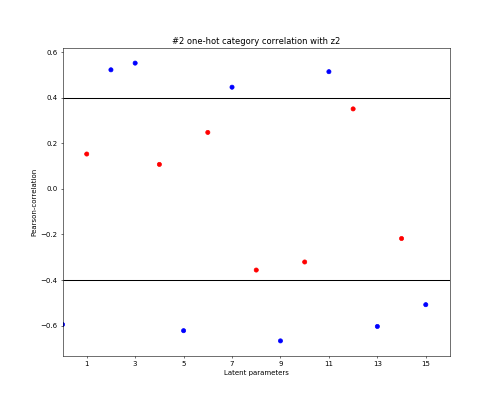 #2 one-hot category correlation with z2
0.6
0.4
0.2
0.0
−0.2
−0.4
−0.6
Pearson-correlation
1 3 5 7 9 11 13 15
Latent parameters